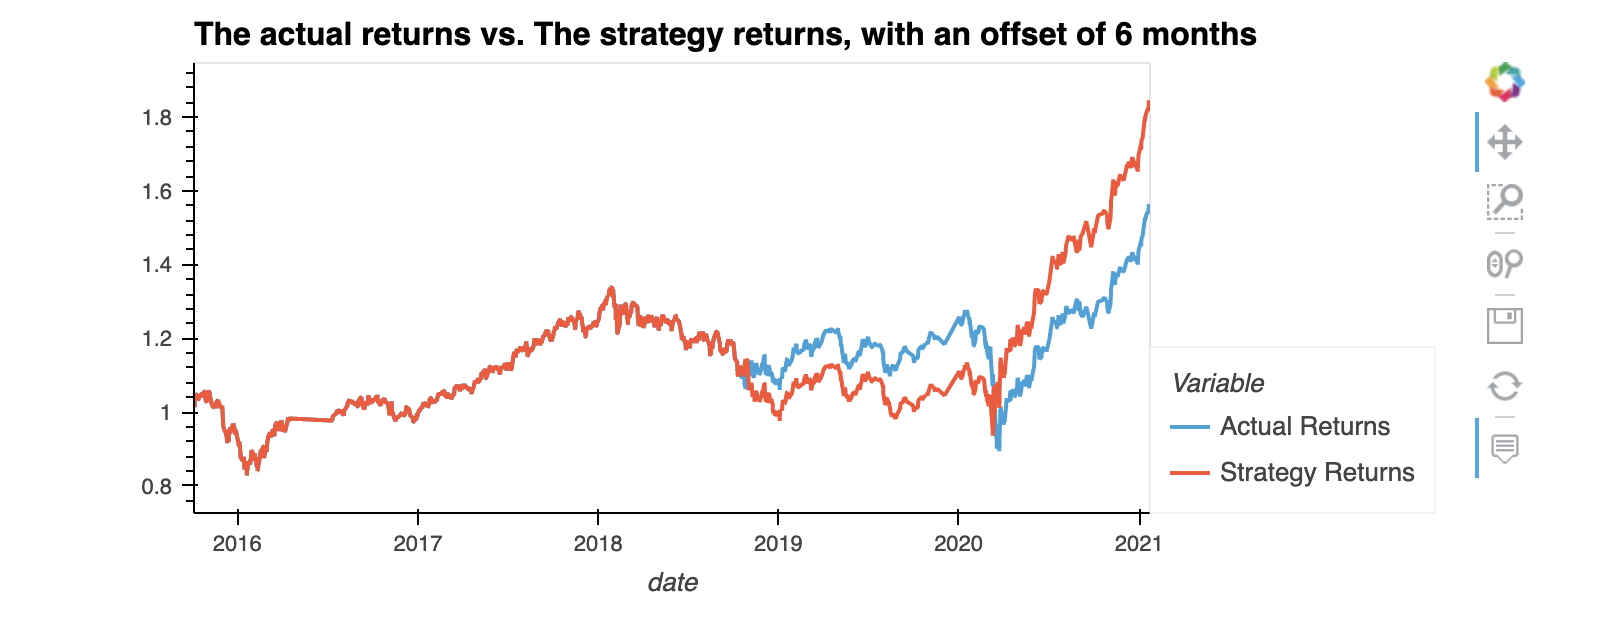 The actual returns vs. The strategy returns, with an offset of 6 months
1.8
1.6
1.4
1.2
1
0.8
2016 2017 2018 2019 2020 2021
date
Variable
Actual Returns
Strategy Returns